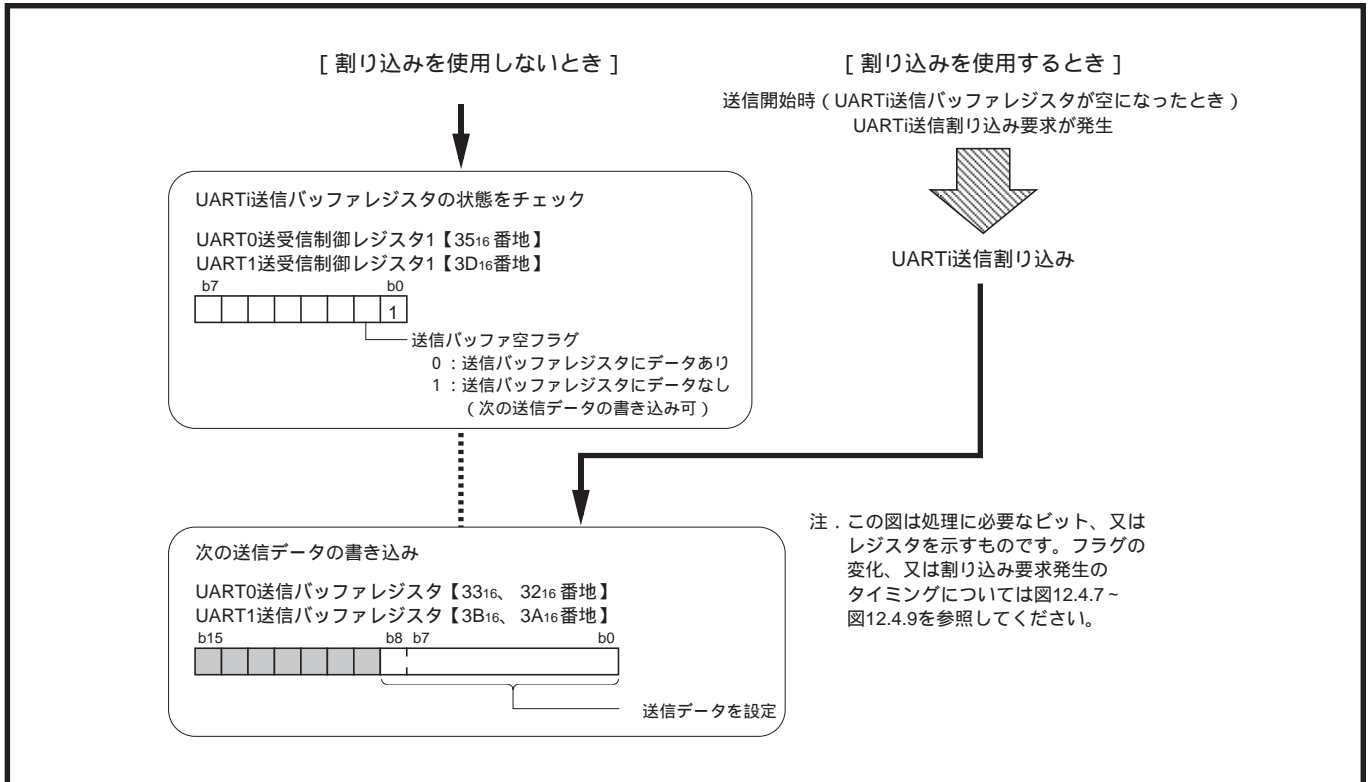 [ 割り込みを使用しないとき ]
UARTi送信バッファレジスタの状態をチェック
UART0送受信制御レジスタ1【3516 番地】
UART1送受信制御レジスタ1【3D16番地】
b7 b0
1
送信バッファ空フラグ
0 : 送信バッファレジスタにデータあり
1 : 送信バッファレジスタにデータなし
( 次の送信データの書き込み可 )
[ 割り込みを使用するとき ]
送信開始時 ( UARTi送信バッファレジスタが空になったとき )
UARTi送信割り込み要求が発生
UARTi送信割り込み
次の送信データの書き込み
UART0送信バッファレジスタ【3316、 3216 番地】
UART1送信バッファレジスタ【3B16、 3A16 番地】
b15 b8 b7 b0
送信データを設定
注 . この図は処理に必要なビット、又は
レジスタを示すものです。フラグの
変化、又は割り込み要求発生の
タイミングについては図12.4.7 ~
図12.4.9を参照してください。